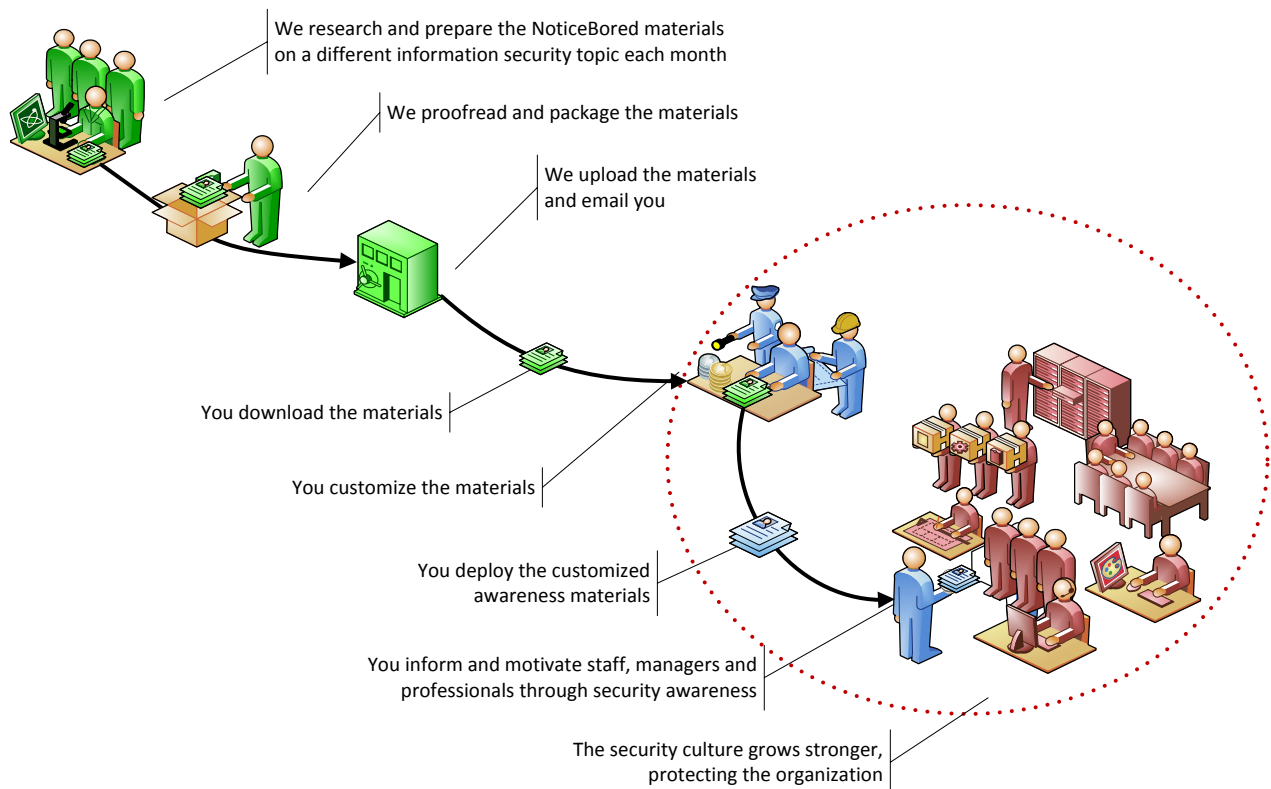 We research and prepare the NoticeBored materials
on a different information security topic each month
We proofread and package the materials
We upload the materials
and email you
You download the materials
You customize the materials
You deploy the customized
awareness materials
You inform and motivate staff, managers and
professionals through security awareness
The security culture grows stronger,
protecting the organization